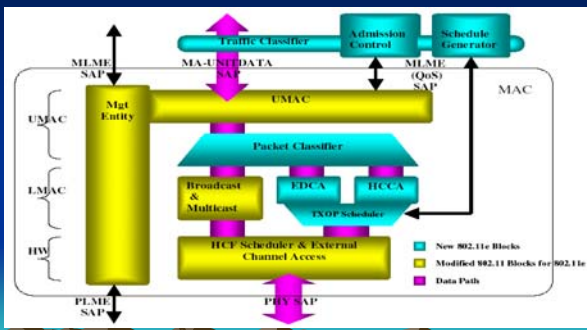 Traffic Classifier
Admission
Control
Schedule
Generator
MLME
SAP
MA-UNITDATA
SAP
MLME
(QoS)
SAP
MAC
Mgt
Entity
UMAC
UMAC
Packet Classifier
LMAC
Broadcast
&
Multicast
EDCA
HCCA
TXOP Scheduler
HW
HCF Scheduler & External
Channel Access
New 802.11e Blocks
Modified 802.11 Blocks for 802.11e
Data Path
PLME
SAP
PHY SAP